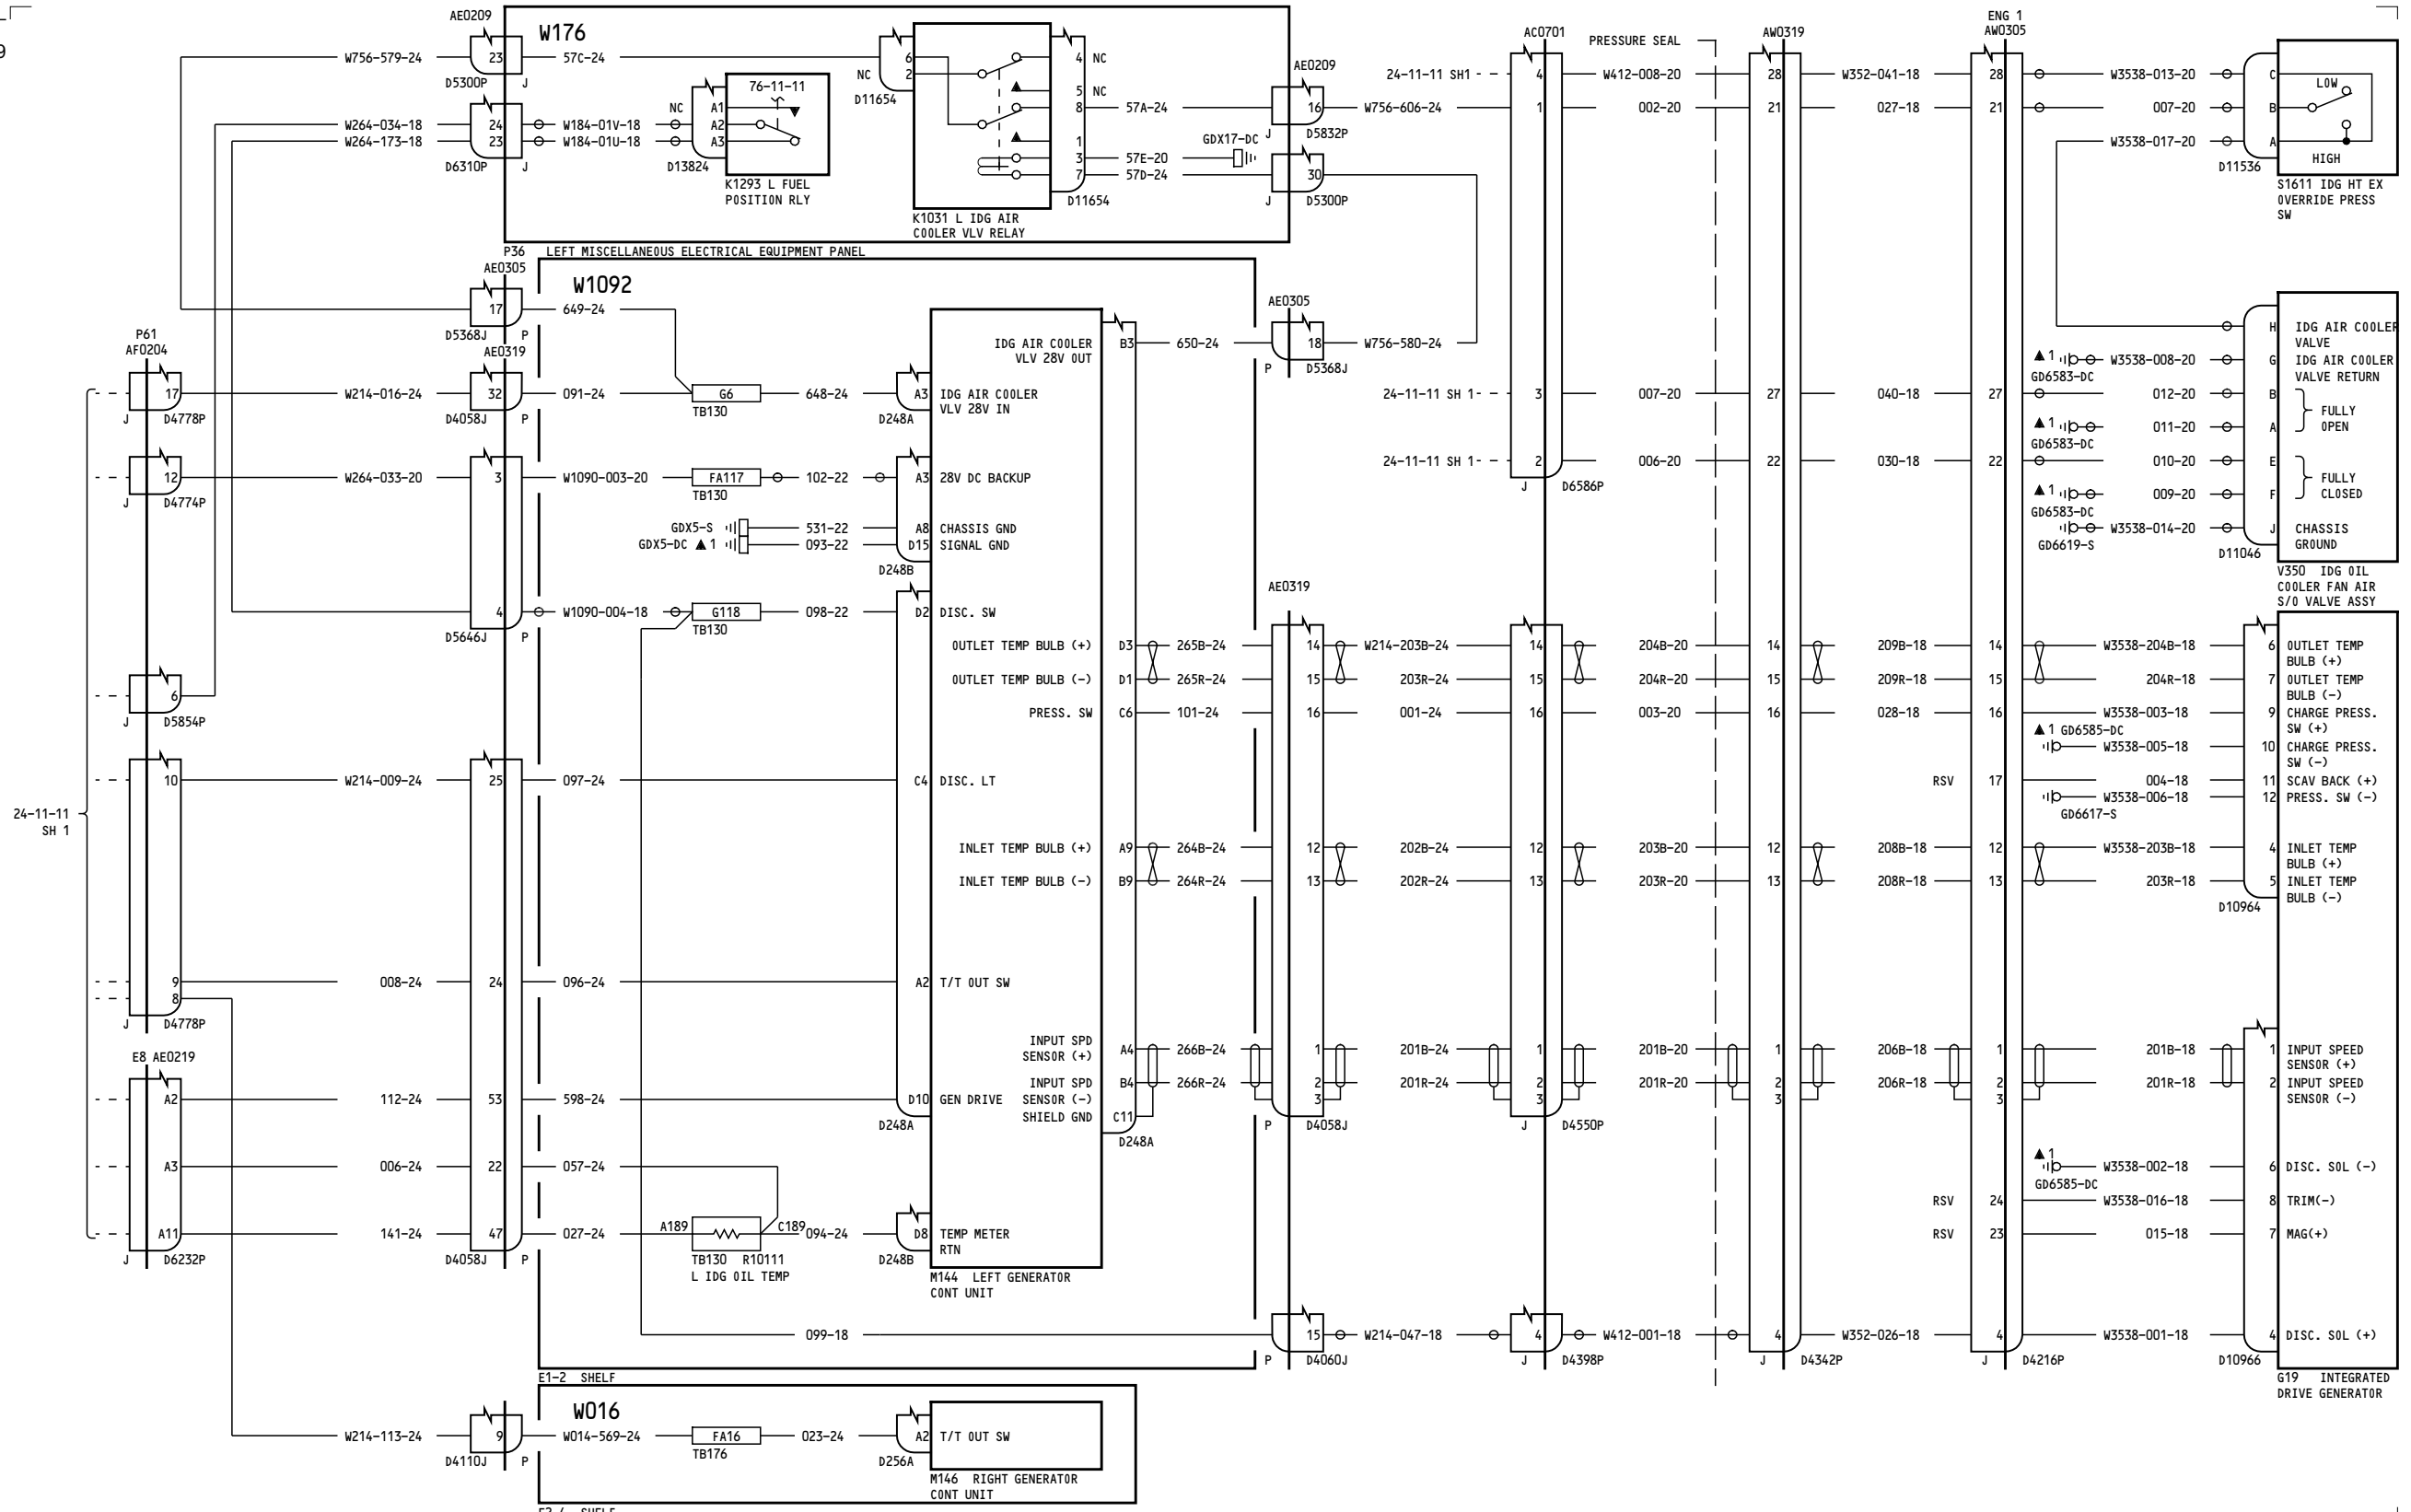 9
AE0209
W176
W756-579-24
23
57C-24
D5300P
J
W264-034-18
24
W184-01V-18
W264-173-18
23
W184-01U-18
D6310P
J
NC
A1
A2
A3
D13824
76-11-11
K1293 L FUEL
POSITION RLY
6
NC
2
D11654
4 NC
5 NC
8
1
3
7
D11654
K1031 L IDG AIR
COOLER VLV RELAY
57A-24
57E-20
57D-24
GDX17-DC
AE0209
16
W756-606-24
J
D5832P
30
J
D5300P
P36
LEFT MISCELLANEOUS ELECTRICAL EQUIPMENT PANEL
AC0701
24-11-11 SH1
4
1
24-11-11 SH 1
3
24-11-11 SH 1
2
J
D6586P
PRESSURE SEAL
W412-008-20
002-20
007-20
006-20
AW0319
28
21
27
22
W352-041-18
027-18
040-18
030-18
ENG 1
AW0305
28
21
27
22
W3538-013-20
007-20
W3538-017-20
C
B
A
D11536
LOW
HIGH
S1611 IDG HT EX
OVERRIDE PRESS
SW
AE0305
W1092
17
649-24
D5368J
P
AE0319
P61
AF0204
17
W214-016-24
32
091-24
G6
TB130
648-24
A3
IDG AIR COOLER
VLV 28V IN
J
D4778P
D4058J
P
D248A
12
W264-033-20
3
W1090-003-20
FA117
TB130
102-22
A3
28V DC BACKUP
J
D4774P
GDX5-S
531-22
A8
CHASSIS GND
GDX5-DC
1
093-22
D15
SIGNAL GND
D248B
4
W1090-004-18
G118
TB130
098-22
D2
DISC. SW
D5646J
P
6
J
D5854P
IDG AIR COOLER
VLV 28V OUT
B3
650-24
AE0305
18
W756-580-24
P
D5368J
H
IDG AIR COOLER
VALVE
1
W3538-008-20
G
IDG AIR COOLER
VALVE RETURN
GD6583-DC
012-20
B
FULLY
OPEN
1
011-20
A
GD6583-DC
010-20
E
FULLY
CLOSED
1
009-20
F
GD6583-DC
W3538-014-20
J
CHASSIS
GROUND
GD6619-S
D11046
V350 IDG OIL
COOLER FAN AIR
S/O VALVE ASSY
AE0319
OUTLET TEMP BULB (+)
D3
265B-24
14
W214-203B-24
14
204B-20
14
209B-18
14
W3538-204B-18
6
OUTLET TEMP
BULB (+)
OUTLET TEMP BULB (-)
D1
265R-24
15
203R-24
15
204R-20
15
209R-18
15
204R-18
7
OUTLET TEMP
BULB (-)
PRESS. SW
C6
101-24
16
001-24
16
003-20
16
028-18
16
W3538-003-18
9
CHARGE PRESS.
SW (+)
1 GD6585-DC
W3538-005-18
10
CHARGE PRESS.
SW (-)
24-11-11
SH 1
10
W214-009-24
25
097-24
C4
DISC. LT
RSV
17
004-18
11
SCAV BACK (+)
W3538-006-18
12
PRESS. SW (-)
GD6617-S
INLET TEMP BULB (+)
A9
264B-24
12
202B-24
12
203B-20
12
208B-18
12
W3538-203B-18
4
INLET TEMP
BULB (+)
INLET TEMP BULB (-)
B9
264R-24
13
202R-24
13
203R-20
13
208R-18
13
203R-18
5
INLET TEMP
BULB (-)
D10964
9
008-24
24
096-24
A2
T/T OUT SW
8
J
D4778P
INPUT SPD
SENSOR (+)
A4
266B-24
1
201B-24
1
201B-20
1
206B-18
1
201B-18
1
INPUT SPEED
SENSOR (+)
INPUT SPD
SENSOR (-)
B4
266R-24
2
201R-24
2
201R-20
2
206R-18
2
201R-18
2
INPUT SPEED
SENSOR (-)
3
3
3
3
SHIELD GND
C11
D248A
P
D4058J
J
D4550P
E8 AE0219
A2
112-24
53
598-24
D10
GEN DRIVE
D248A
A3
006-24
22
057-24
A11
141-24
47
027-24
A189
C189
094-24
D8
TEMP METER
RTN
J
D6232P
D4058J
P
TB130 R10111
L IDG OIL TEMP
D248B
M144 LEFT GENERATOR
CONT UNIT
1
W3538-002-18
6
DISC. SOL (-)
GD6585-DC
RSV
24
W3538-016-18
8
TRIM(-)
RSV
23
015-18
7
MAG(+)
099-18
15
W214-047-18
4
W412-001-18
4
W352-026-18
4
W3538-001-18
4
DISC. SOL (+)
P
D4060J
J
D4398P
J
D4342P
J
D4216P
D10966
G19 INTEGRATED
DRIVE GENERATOR
E1-2 SHELF
W016
W214-113-24
9
W014-569-24
FA16
TB176
023-24
A2
T/T OUT SW
D4110J
P
D256A
M146 RIGHT GENERATOR
CONT UNIT